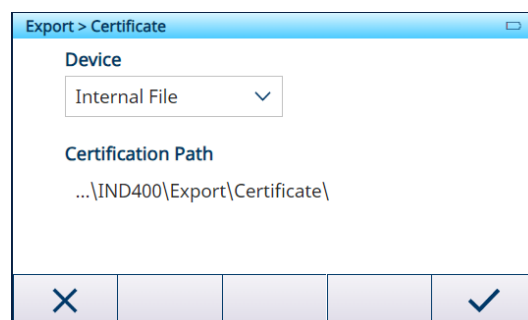 Export > Certificate
Device
Internal File
Certification Path
...\IND400\Export\Certificate\